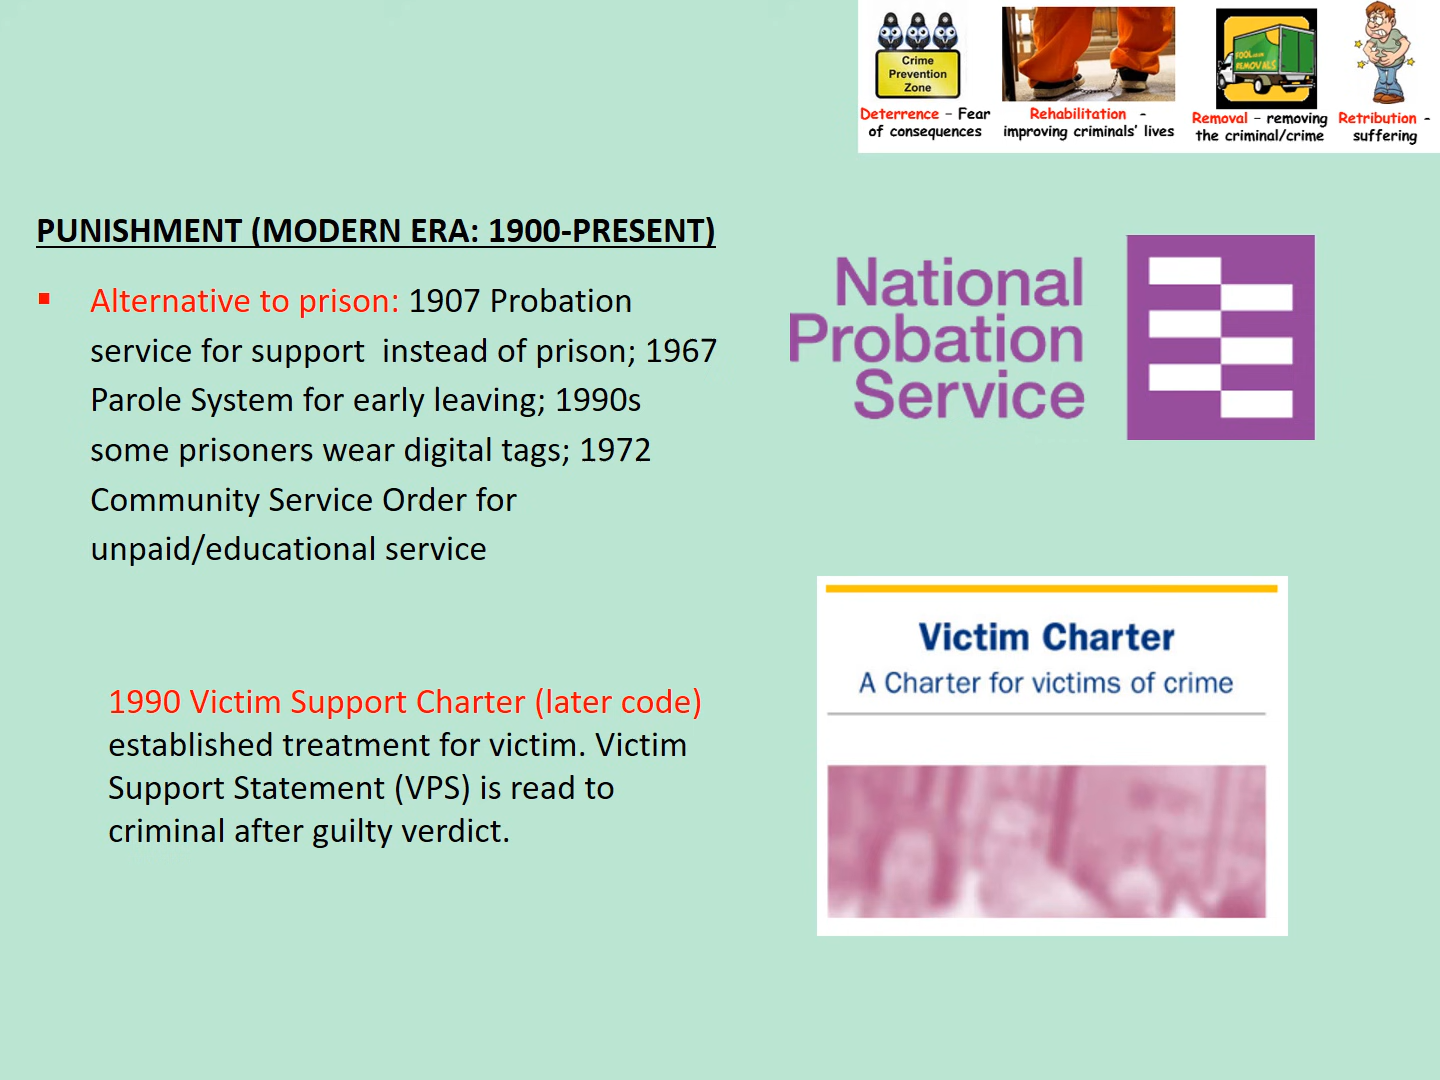 Crime
Prevention
Zone
Deterrence – Fear
of consequences
Rehabilitation -
improving criminals' lives
FOOL.co.uk
REMOVALS
Removal – removing
the criminal/crime
Retribution -
suffering
PUNISHMENT (MODERN ERA: 1900-PRESENT)
▪ Alternative to prison: 1907 Probation
service for support instead of prison; 1967
Parole System for early leaving; 1990s
some prisoners wear digital tags; 1972
Community Service Order for
unpaid/educational service
National
Probation
Service
1990 Victim Support Charter (later code)
established treatment for victim. Victim
Support Statement (VPS) is read to
criminal after guilty verdict.
Victim Charter
A Charter for victims of crime